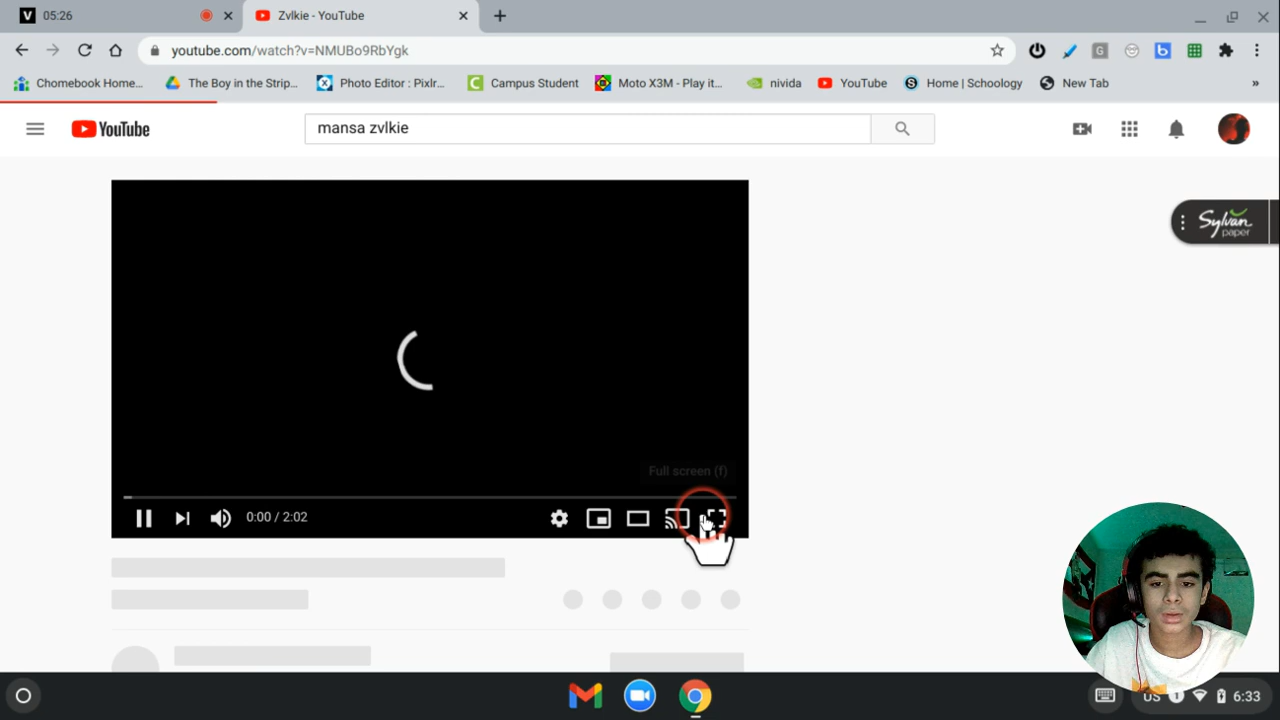 V 05:26
Zvlkie - YouTube
youtube.com/watch?v=NMUBo9RbYgk
G
b
Chomebook Home...
The Boy in the Strip...
Photo Editor : Pixlr...
C Campus Student
Moto X3M - Play it...
nivida
YouTube
S Home | Schoology
New Tab
»
YouTube
mansa zvlkie
Sylvan
paper
Full screen (f)
0:00 / 2:02
US
1
6:33